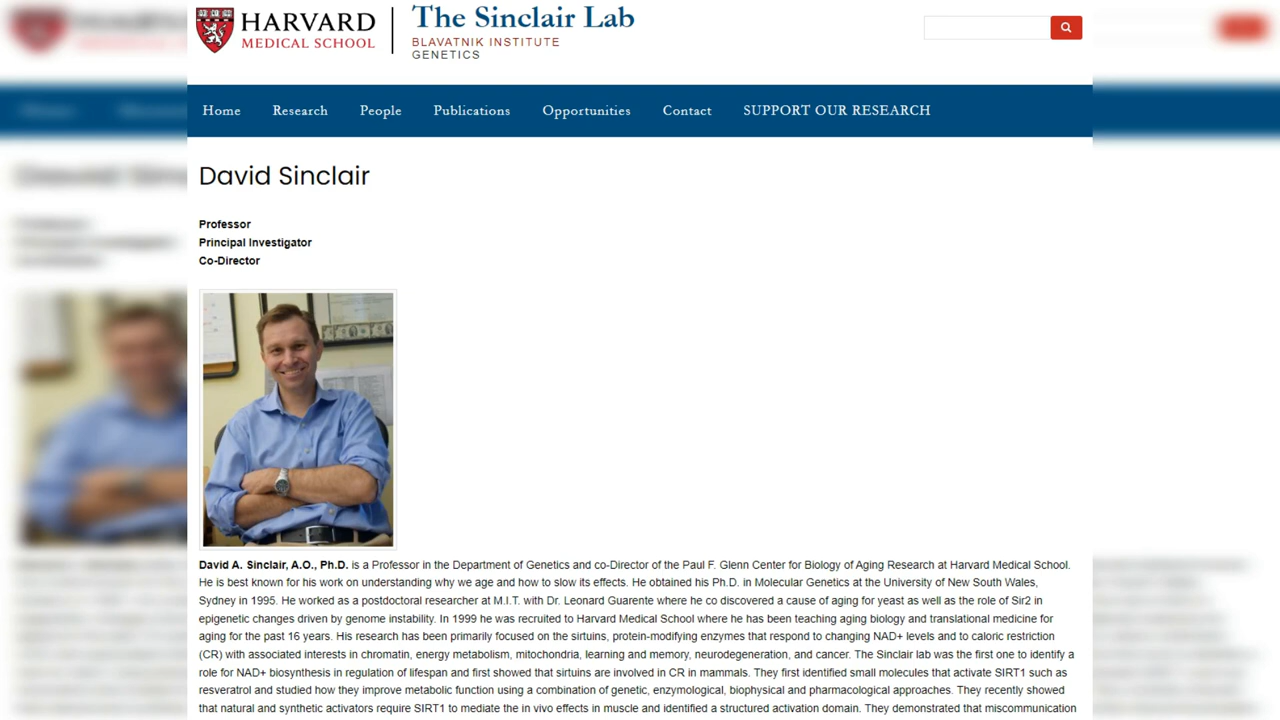 HARVARD
MEDICAL SCHOOL
The Sinclair Lab
BLAVATNIK INSTITUTE
GENETICS
Home Research People Publications Opportunities Contact SUPPORT OUR RESEARCH
David Sinclair
Professor
Principal Investigator
Co-Director
David A. Sinclair, A.O., Ph.D. is a Professor in the Department of Genetics and co-Director of the Paul F. Glenn Center for Biology of Aging Research at Harvard Medical School.
He is best known for his work on understanding why we age and how to slow its effects. He obtained his Ph.D. in Molecular Genetics at the University of New South Wales,
Sydney in 1995. He worked as a postdoctoral researcher at M.I.T. with Dr. Leonard Guarente where he co discovered a cause of aging for yeast as well as the role of Sir2 in
epigenetic changes driven by genome instability. In 1999 he was recruited to Harvard Medical School where he has been teaching aging biology and translational medicine for
aging for the past 16 years. His research has been primarily focused on the sirtuins, protein-modifying enzymes that respond to changing NAD+ levels and to caloric restriction
(CR) with associated interests in chromatin, energy metabolism, mitochondria, learning and memory, neurodegeneration, and cancer. The Sinclair lab was the first one to identify a
role for NAD+ biosynthesis in regulation of lifespan and first showed that sirtuins are involved in CR in mammals. They first identified small molecules that activate SIRT1 such as
resveratrol and studied how they improve metabolic function using a combination of genetic, enzymological, biophysical and pharmacological approaches. They recently showed
that natural and synthetic activators require SIRT1 to mediate the in vivo effects in muscle and identified a structured activation domain. They demonstrated that miscommunication